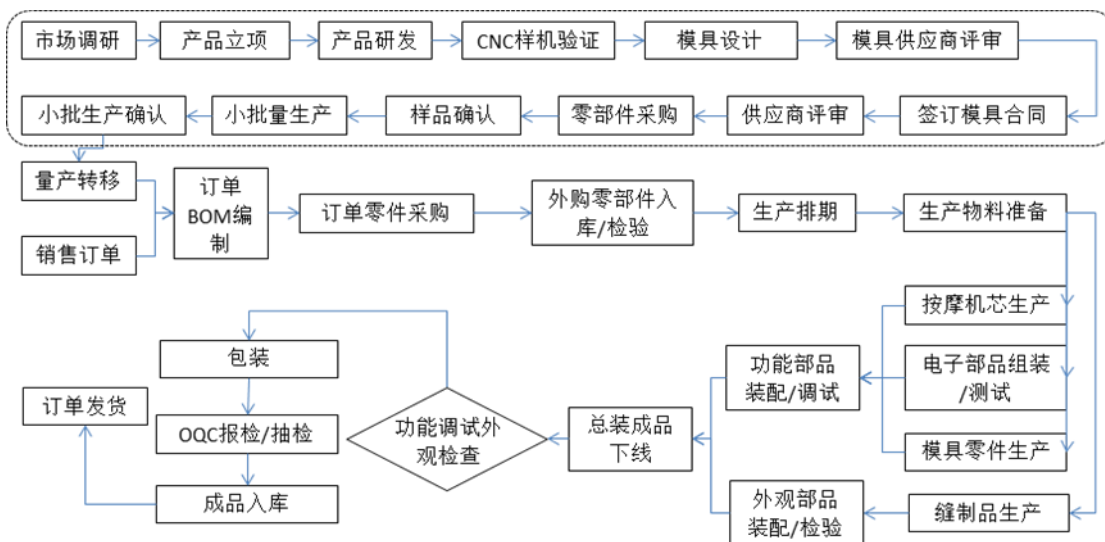 市场调研
产品立项
产品研发
CNC样机验证
模具设计
模具供应商评审
小批生产确认
小批量生产
样品确认
零部件采购
供应商评审
签订模具合同
量产转移
销售订单
订单
BOM编
制
订单零件采购
外购零部件入
库/检验
生产排期
生产物料准备
按摩机芯生产
电子部品组装
/测试
模具零件生产
缝制品生产
功能部品
装配/调试
外观部品
装配/检验
总装成品
下线
功能调试外
观检查
包装
OQC报检/抽检
成品入库
订单发货